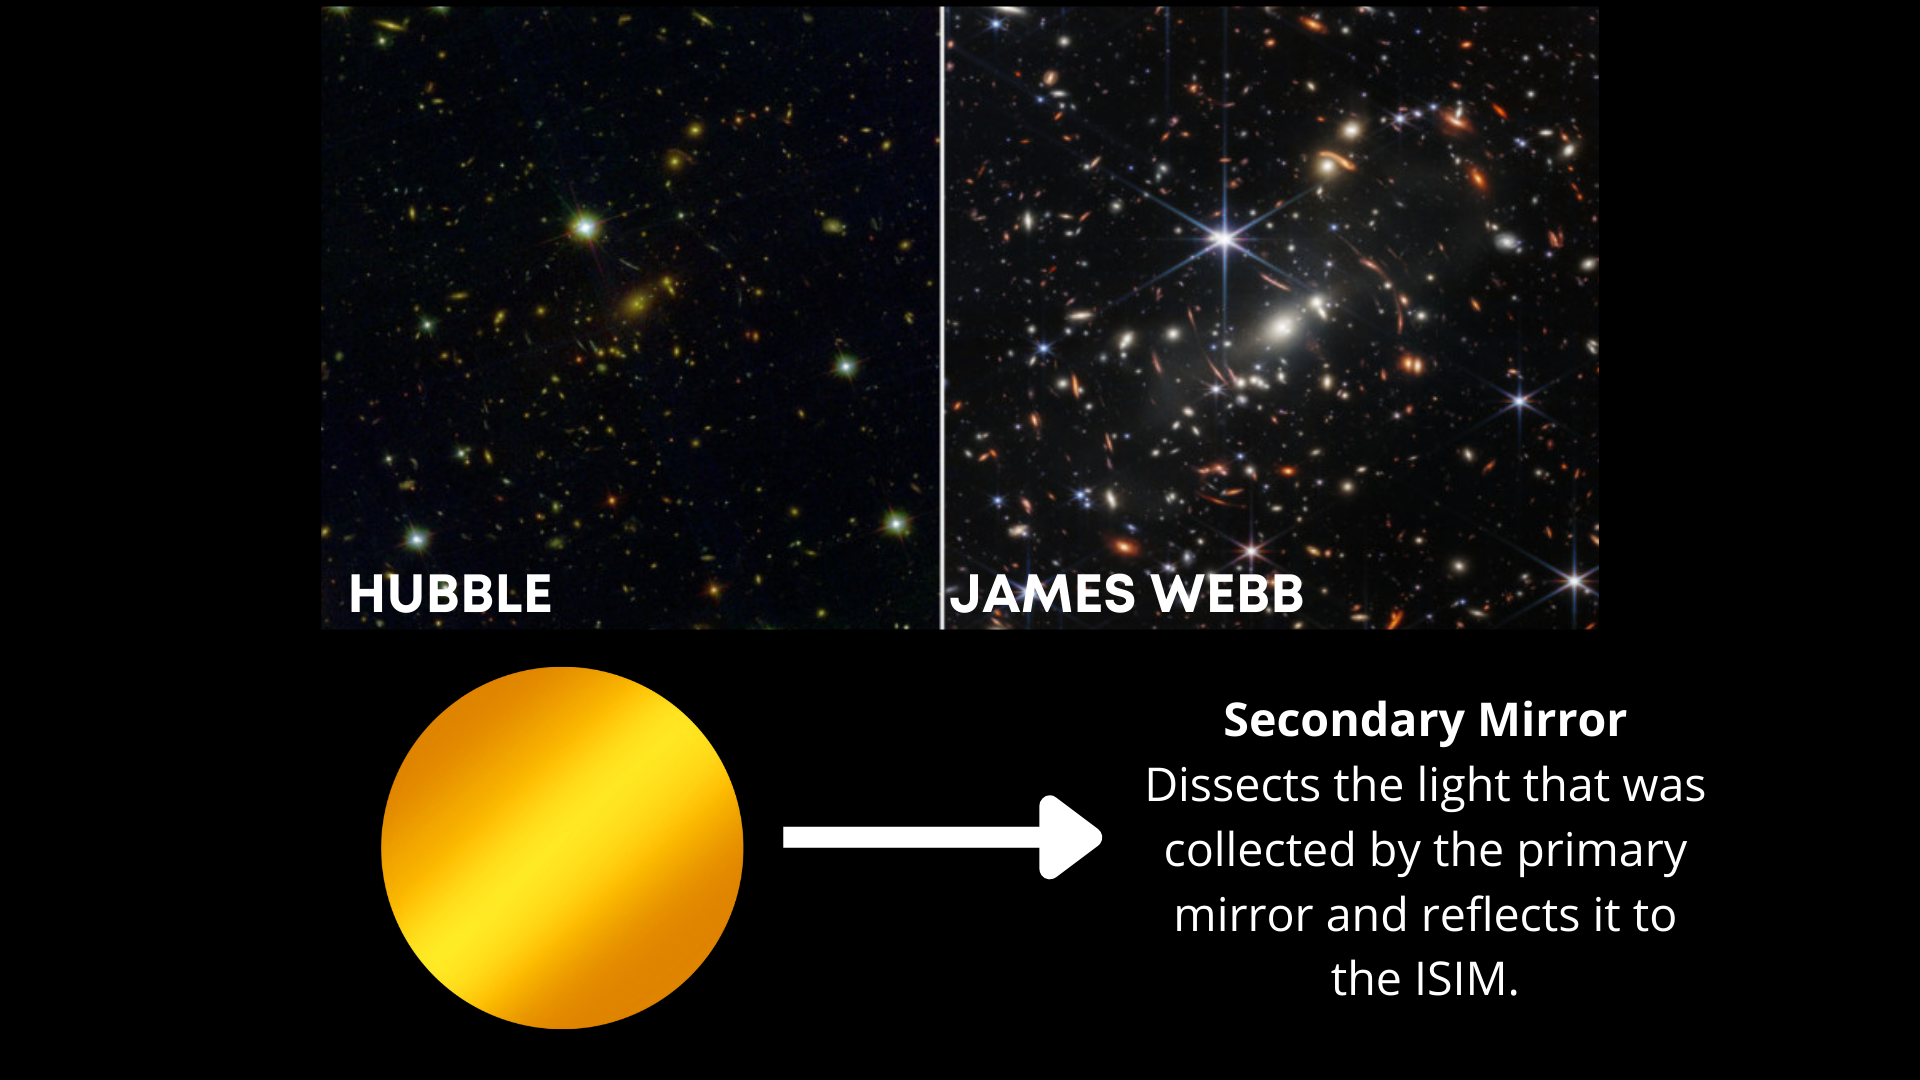 HUBBLE
JAMES WEBB
Secondary Mirror
Dissects the light that was
collected by the primary
mirror and reflects it to
the ISIM.